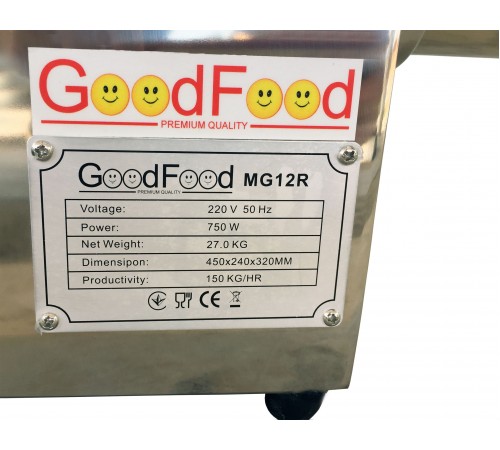 GoodFood
PREMIUM QUALITY
GoodFood MG12R
PREMIUM QUALITY
Voltage: 220 V 50 Hz
Power: 750 W
Net Weight: 27.0 KG
Dimensipon: 450x240x320MM
Productivity: 150 KG/HR
CE